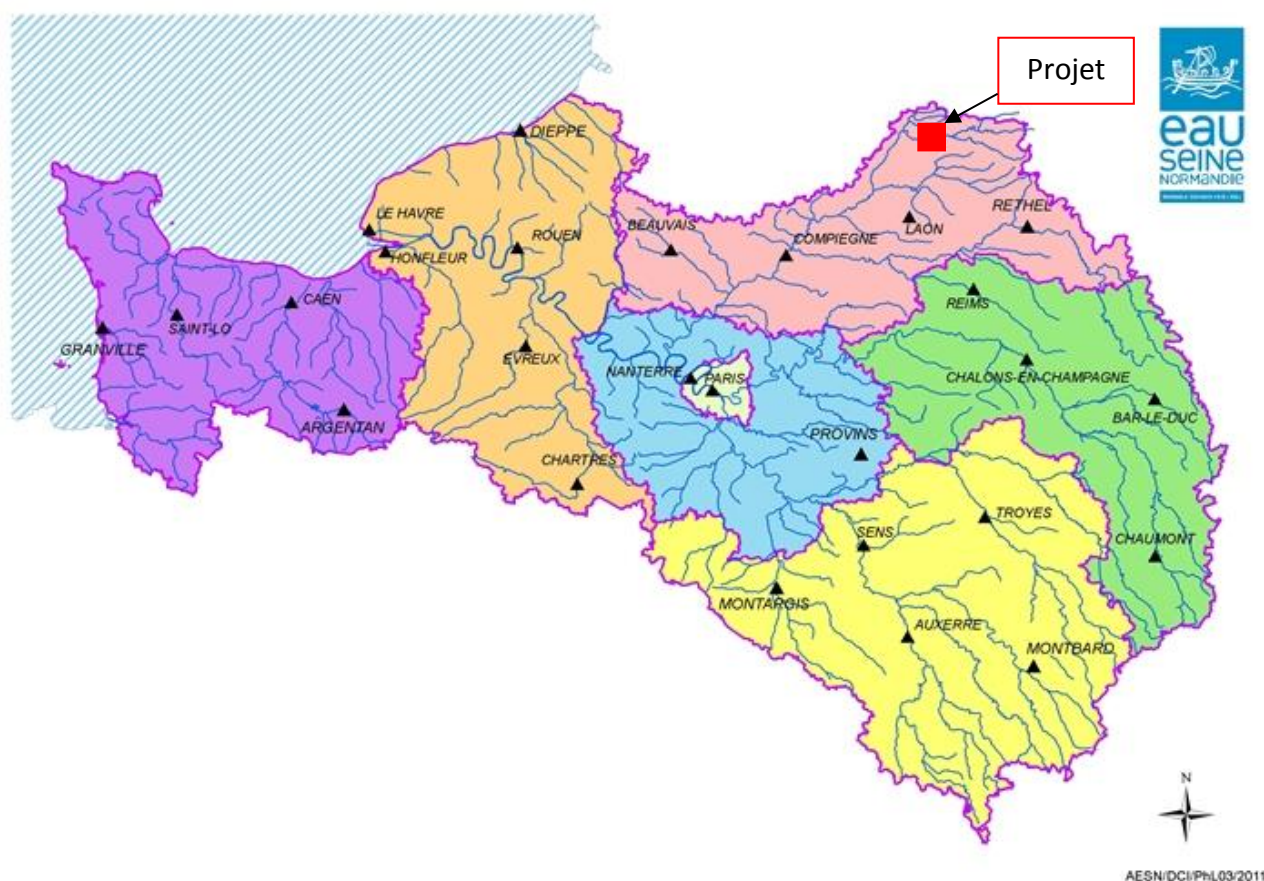 Projet
eau
SEINE
NORMANDIE
DIEPPE
LE HAVRE
ROUEN
HONFLEUR
BEAUVAIS
COMPIEGNE
LAON
RETHEL
REIMS
CAEN
SAINT-LO
GRANVILLE
EVREUX
NANTERRE
PARIS
CHALONS-EN-CHAMPAGNE
BAR-LE-DUC
ARGENTAN
PROVINS
CHARTRES
TROYES
SENS
CHAUMONT
MONTARGIS
AUXERRE
MONTBARD
N
AESN/DCI/PhL03/2011